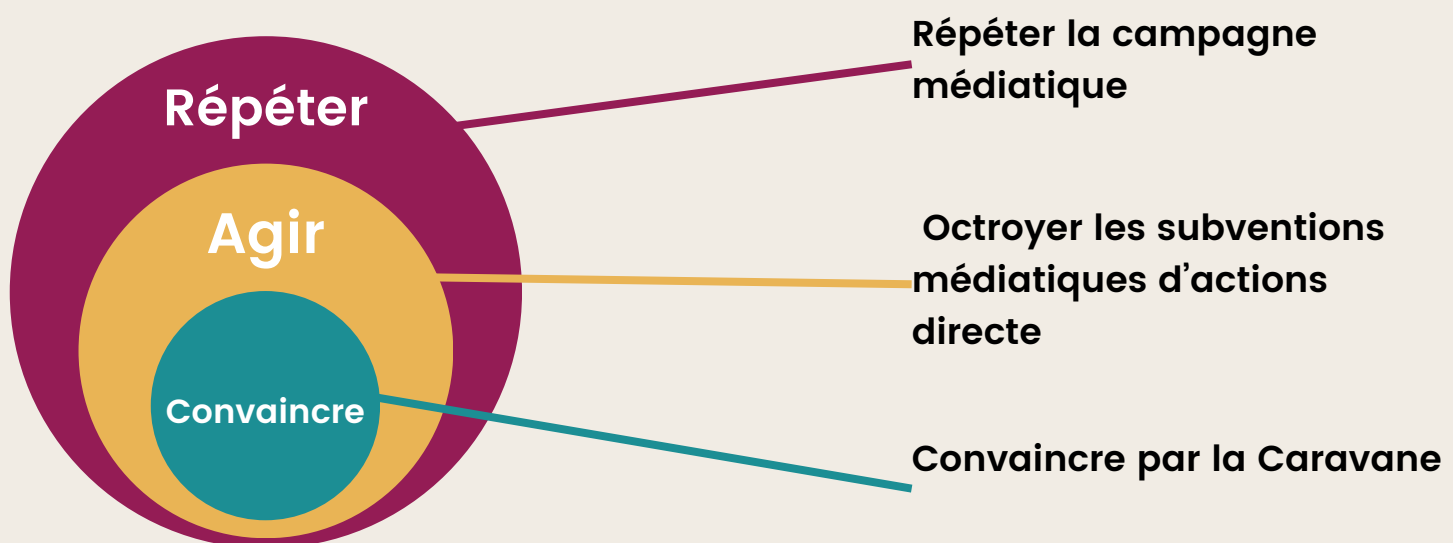 Répéter
Agir
Convaincre
Répéter la campagne
médiatique
Octroyer les subventions
médiatiques d'actions
directe
Convaincre par la Caravane